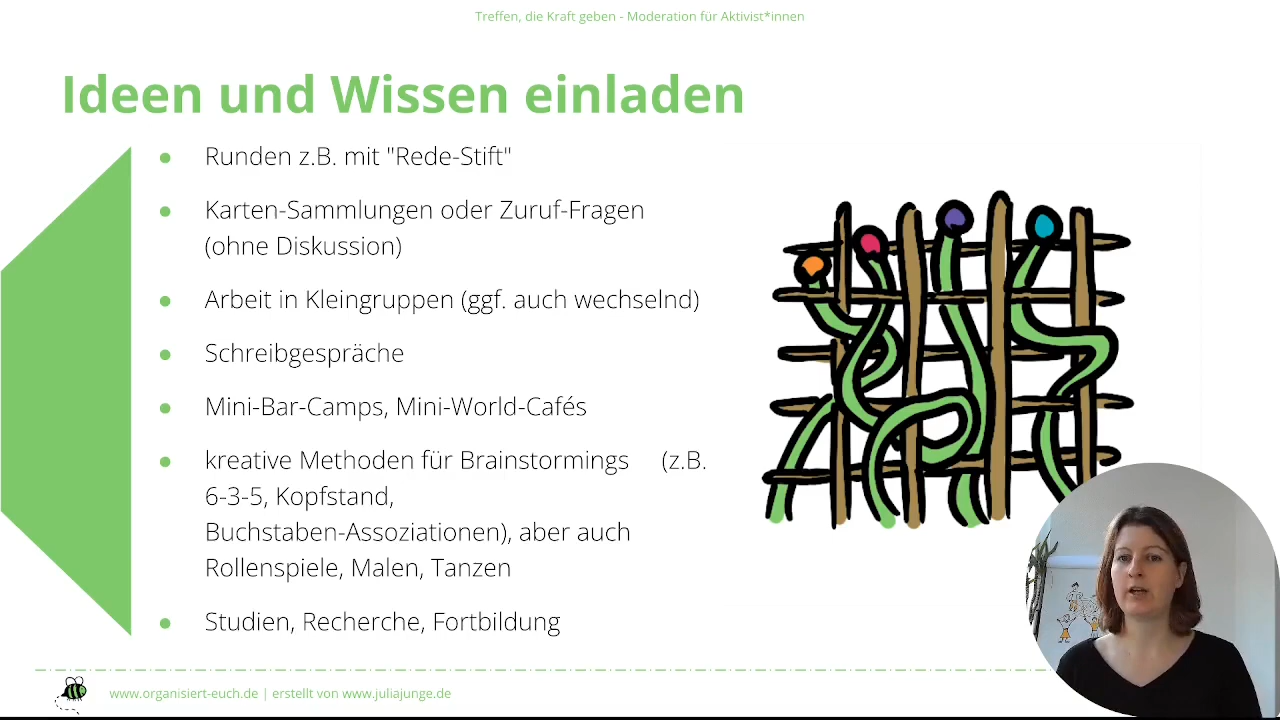 Treffen, die Kraft geben - Moderation für Aktivist*innen
Ideen und Wissen einladen
Runden z.B. mit "Rede-Stift"
Karten-Sammlungen oder Zuruf-Fragen
(ohne Diskussion)
Arbeit in Kleingruppen (ggf. auch wechselnd)
Schreibgespräche
Mini-Bar-Camps, Mini-World-Cafés
kreative Methoden für Brainstormings (z.B.
6-3-5, Kopfstand,
Buchstaben-Assoziationen), aber auch
Rollenspiele, Malen, Tanzen
Studien, Recherche, Fortbildung
www.organisiert-euch.de | erstellt von www.juliajunge.de